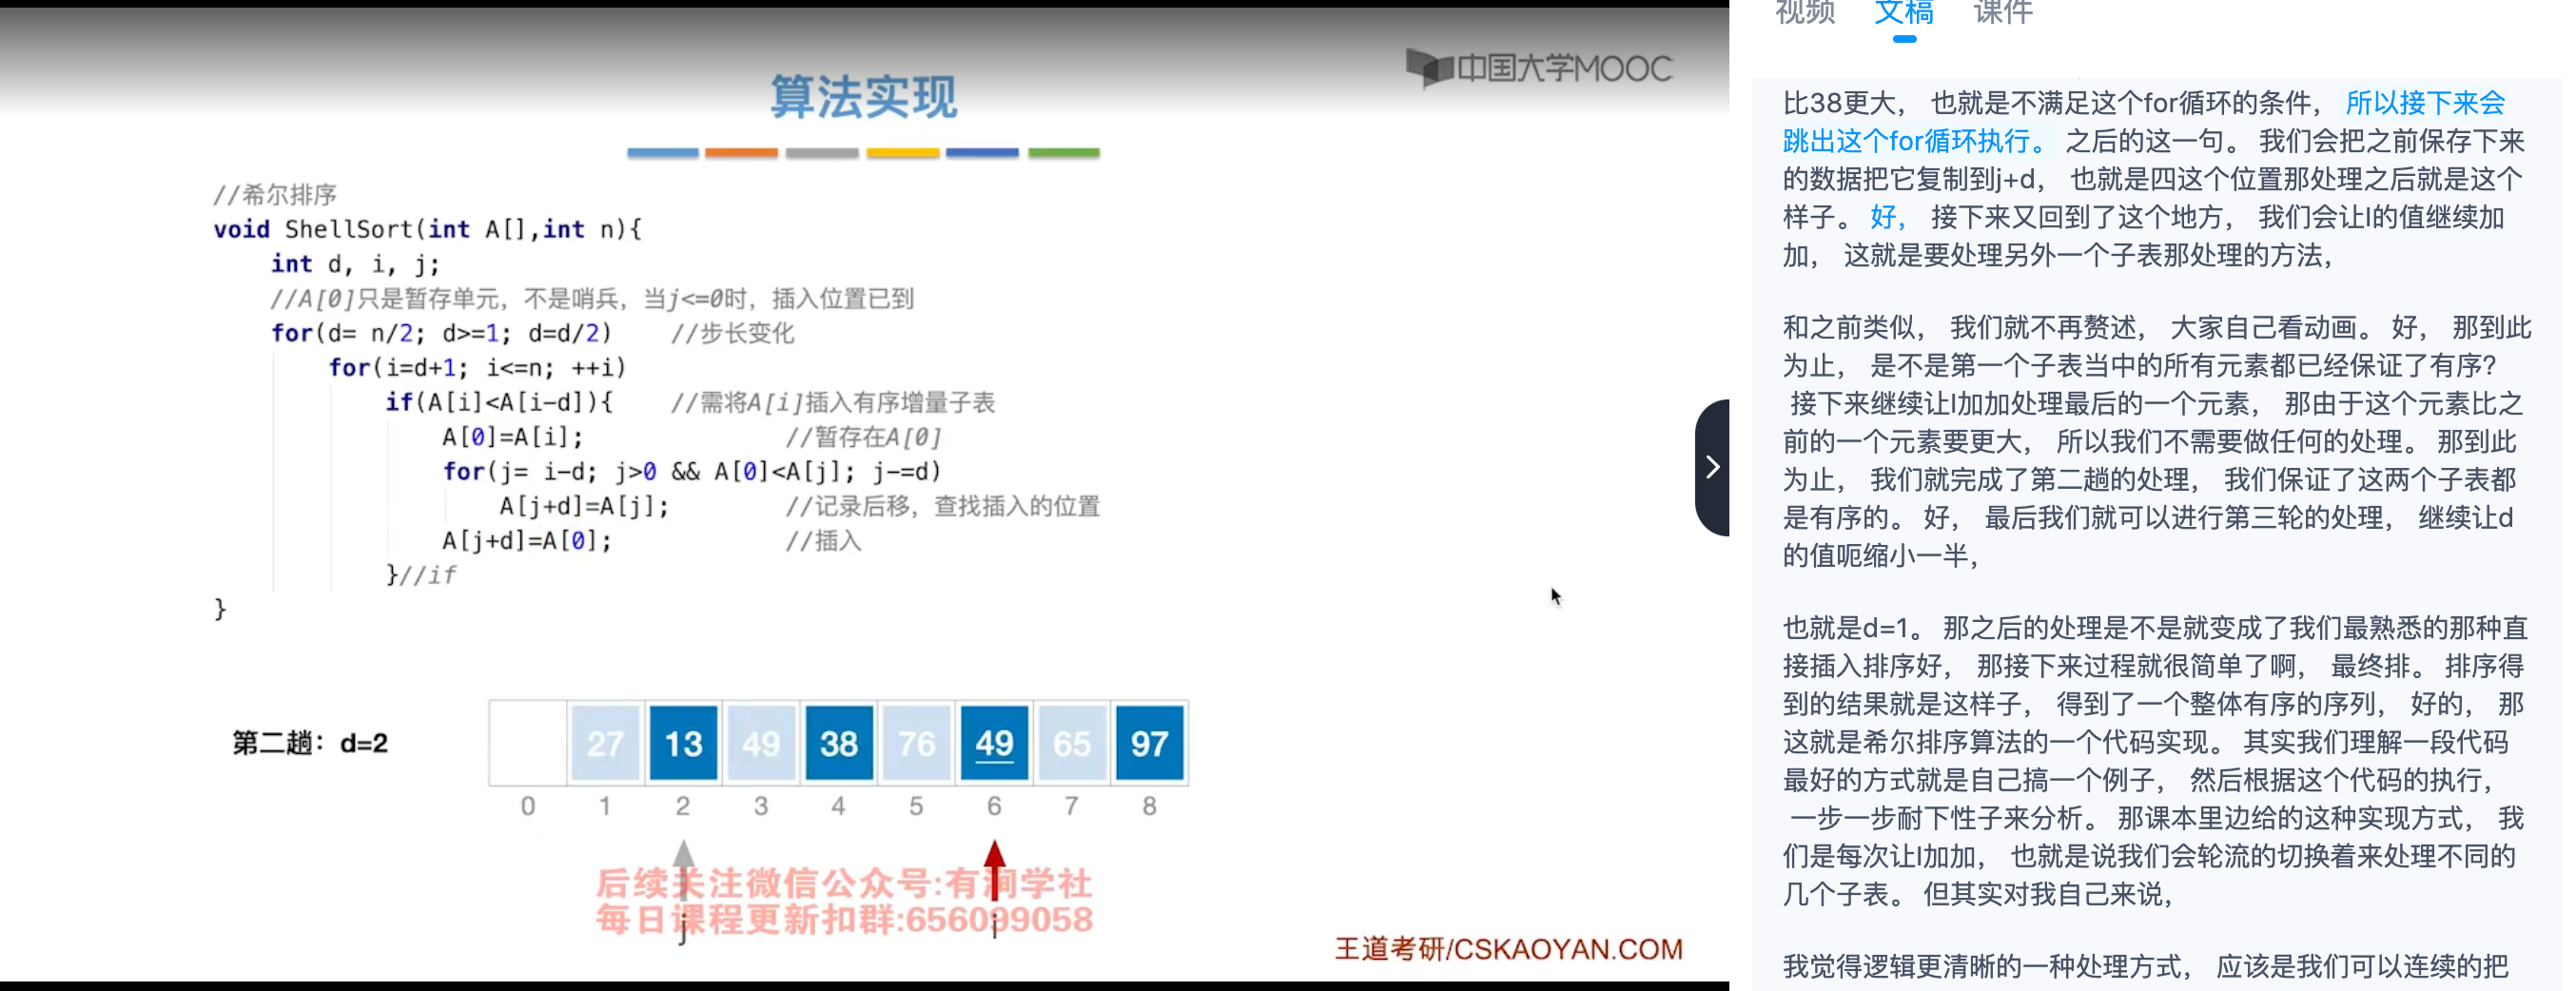 中国大学MOOC
算法实现
//希尔排序
void ShellSort(int A[],int n){
int d, i, j;
//A[0]只是暂存单元，不是哨兵，当j<=0时，插入位置已到
for(d= n/2; d>=1; d=d/2) //步长变化
for(i=d+1; i<=n; ++i)
if(A[i]<A[i-d]){ //需将A[i]插入有序增量子表
A[0]=A[i]; //暂存在A[0]
for(j= i-d; j>0 && A[0]<A[j]; j-=d)
A[j+d]=A[j]; //记录后移，查找插入的位置
A[j+d]=A[0]; //插入
}//if
}
第二趟：d=2
27 13 49 38 76 49 65 97
0 1 2 3 4 5 6 7 8
后续关注微信公众号:有涧学社
每日课程更新扣群:656099058
j i
王道考研/CSKAOYAN.COM
视频 文稿 课件
比38更大， 也就是不满足这个for循环的条件， 所以接下来会
跳出这个for循环执行。 之后的这一句。 我们会把之前保存下来
的数据把它复制到j+d， 也就是四这个位置那处理之后就是这个
样子。 好， 接下来又回到了这个地方， 我们会让I的值继续加
加， 这就是要处理另外一个子表那处理的方法，
和之前类似， 我们就不再赘述， 大家自己看动画。 好， 那到此
为止， 是不是第一个子表当中的所有元素都已经保证了有序?
接下来继续让I加加处理最后的一个元素， 那由于这个元素比之
前的一个元素要更大， 所以我们不需要做任何的处理。 那到此
为止， 我们就完成了第二趟的处理， 我们保证了这两个子表都
是有序的。 好， 最后我们就可以进行第三轮的处理， 继续让d
的值呃缩小一半，
也就是d=1。 那之后的处理是不是就变成了我们最熟悉的那种直
接插入排序好， 那接下来过程就很简单了啊， 最终排。 排序得
到的结果就是这样子， 得到了一个整体有序的序列， 好的， 那
这就是希尔排序算法的一个代码实现。 其实我们理解一段代码
最好的方式就是自己搞一个例子， 然后根据这个代码的执行，
一步一步耐下性子来分析。 那课本里边给的这种实现方式， 我
们是每次让I加加， 也就是说我们会轮流的切换着来处理不同的
几个子表。 但其实对我自己来说，
我觉得逻辑更清晰的一种处理方式， 应该是我们可以连续的把